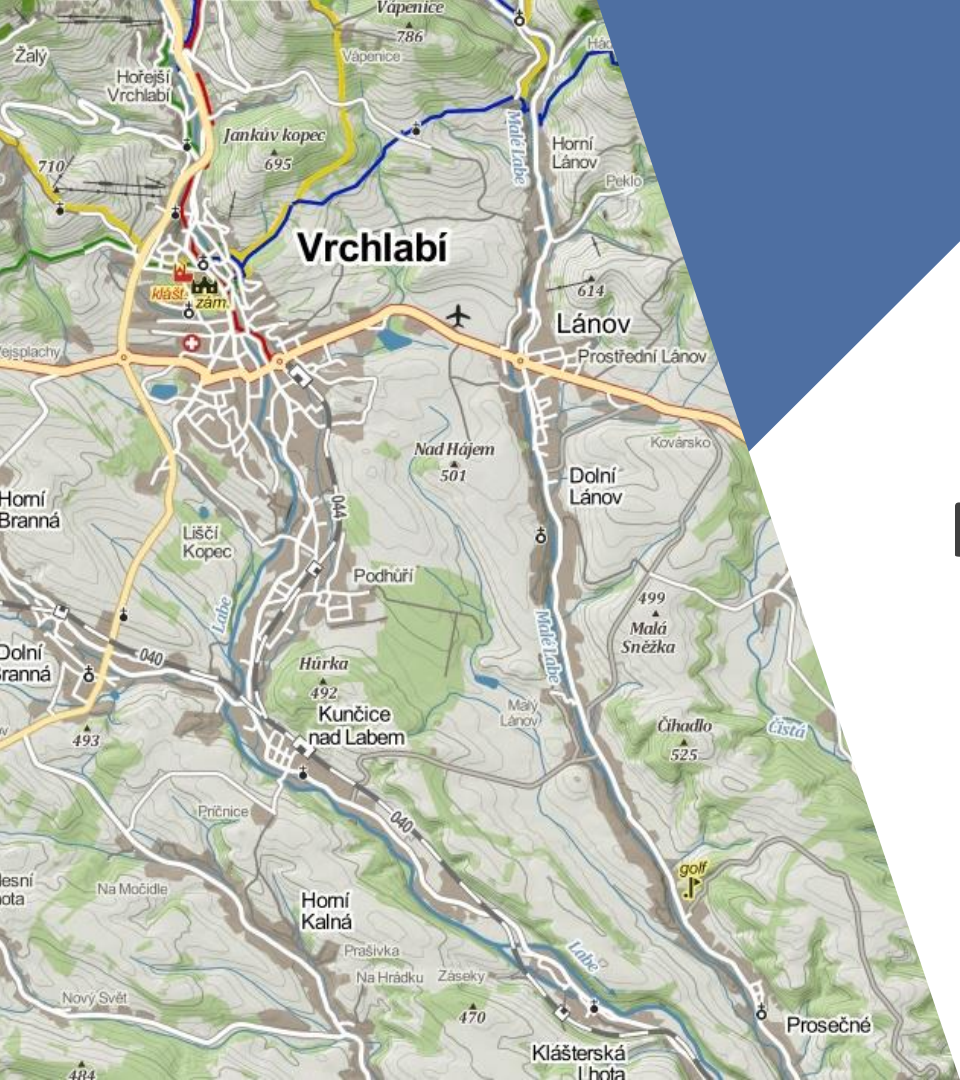 Vápenice
786
Žalý
Vápenice
Hořejší
Vrchlabí
Jankův kopec
695
Malé Labe
Horní
Lánov
Peklo
710
Vrchlabí
klášt.
zám.
614
Lánov
Prostřední Lánov
Kovársko
Nad Hájem
501
Dolní
Lánov
Horní
Branná
044
Liščí
Kopec
Podhůří
Labe
499
Malá
Sněžka
Malé Labe
Dolní
040
Húrka
492
Kunčice
nad Labem
Malý
Lánov
Čihadlo
525
Čistá
493
Príčnice
040
golf
Na Močidle
Horní
Kalná
Prašivka
Na Hrádku
Záseky
Labe
Nový Svět
470
Prosečné
Klášterská
Lhota
484